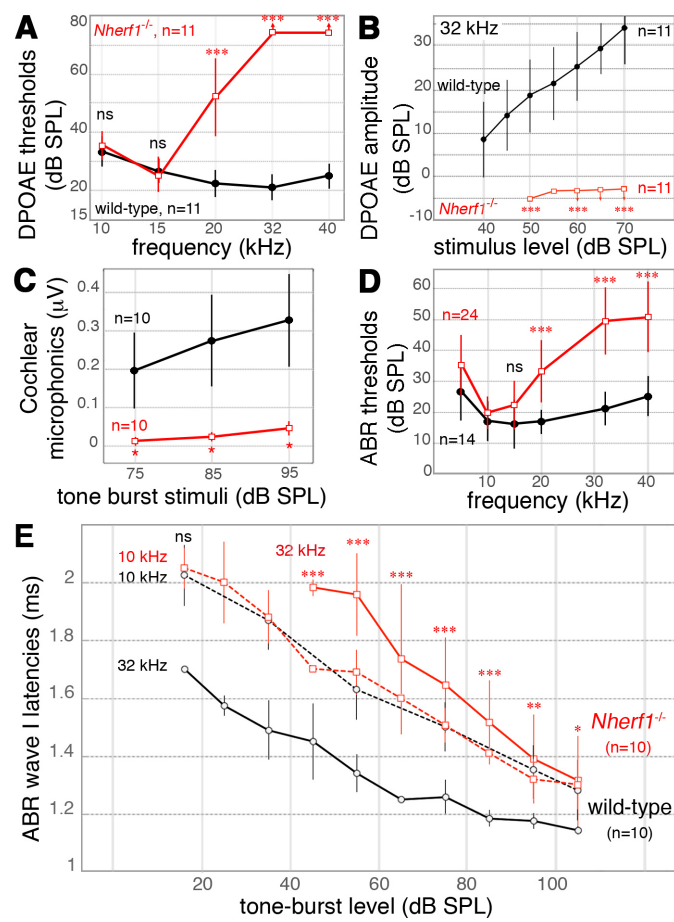 A
Nherf1-/-, n=11
80
60
40
20
15
DPOAE thresholds
(dB SPL)
***
***
***
ns
ns
wild-type, n=11
10
15
20
32
40
frequency (kHz)
B
32 kHz
n=11
wild-type
30
20
10
0
-10
DPOAE amplitude
(dB SPL)
Nherf1-/-
n=11
***
***
*
***
40
50
60
70
stimulus level (dB SPL)
C
0.4
0.3
0.2
0.1
0
Cochlear
microphonics (µV)
n=10
n=10
*
*
*
75
85
95
tone burst stimuli (dB SPL)
D
60
50
40
30
20
10
0
ABR thresholds
(dB SPL)
n=24
ns
***
***
***
n=14
10
20
30
40
frequency (kHz)
E
2
1.8
1.6
1.4
1.2
1
ABR wave I latencies (ms)
ns
10 kHz
10 kHz
32 kHz
32 kHz
***
***
***
***
***
**
*
Nherf1-/-
(n=10)
wild-type
(n=10)
20
40
60
80
100
tone-burst level (dB SPL)